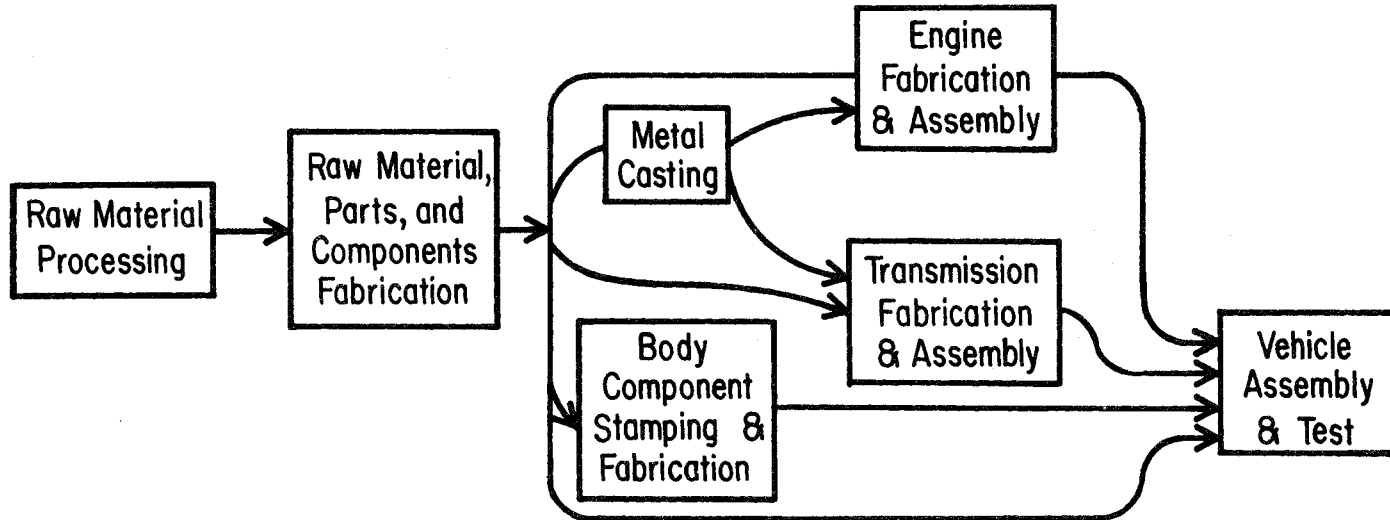 Raw Material
Processing
Raw Material,
Parts, and
Components
Fabrication
Metal
Casting
Engine
Fabrication
& Assembly
Transmission
Fabrication
& Assembly
Body
Component
Stamping &
Fabrication
Vehicle
Assembly
& Test